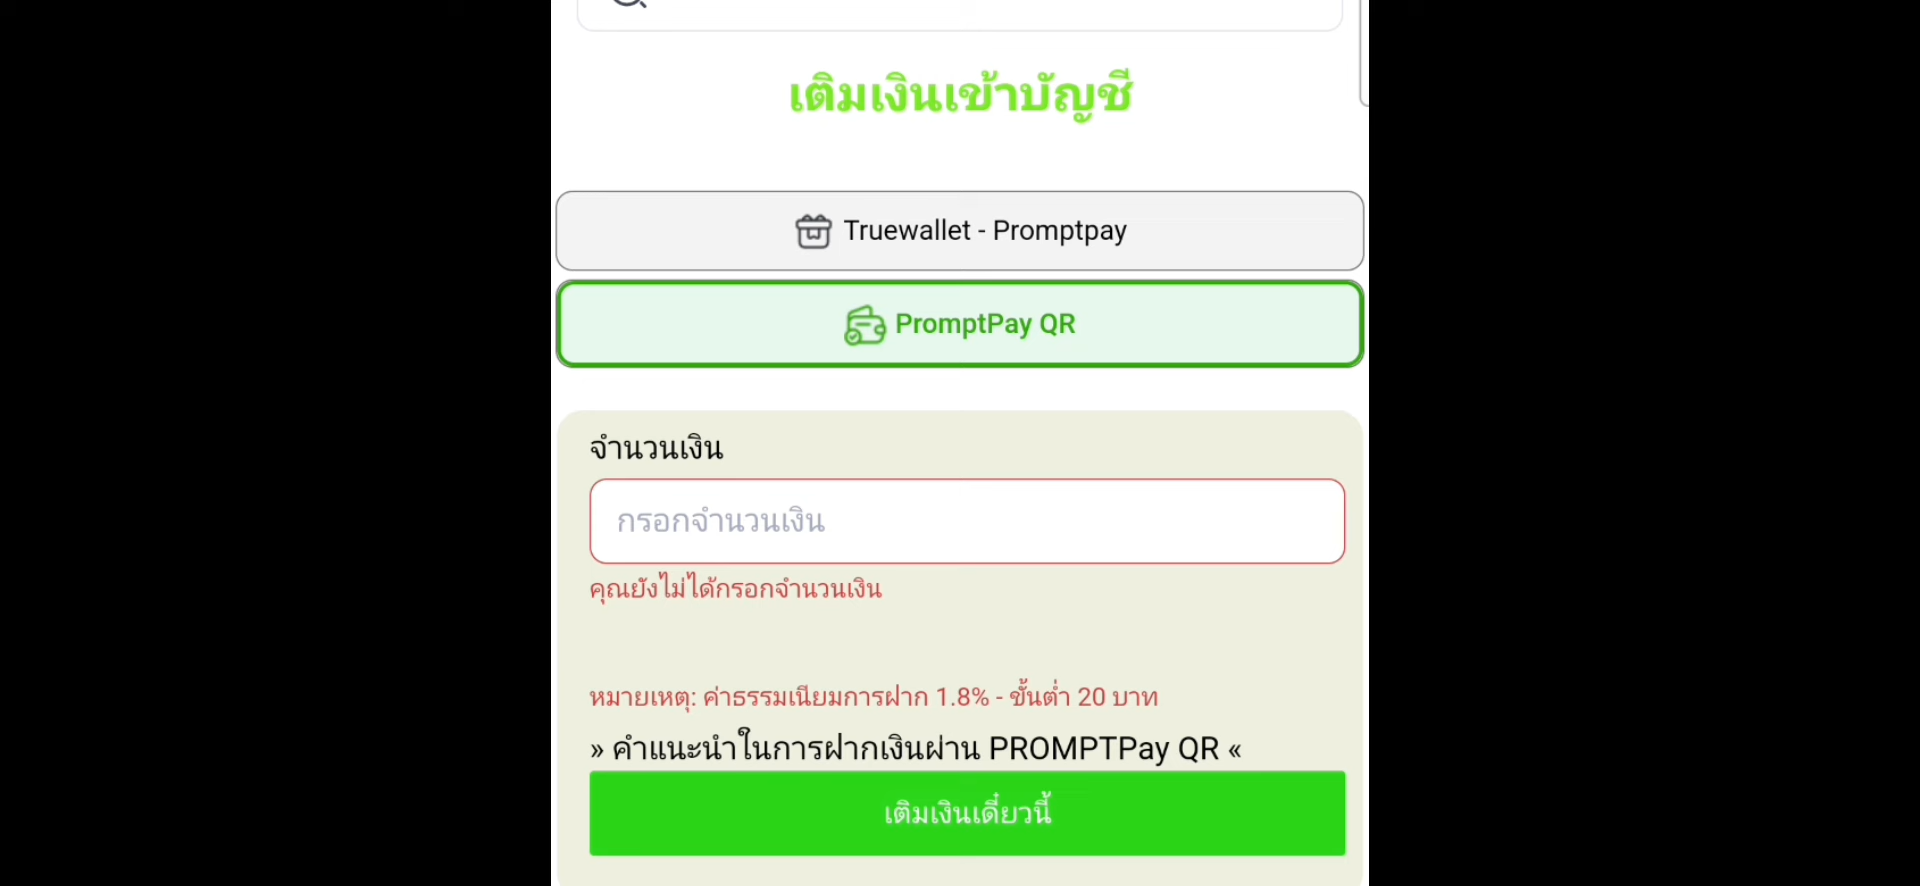 เติมเงินเข้าบัญชี
Truewallet - Promptpay
PromptPay QR
จำนวนเงิน
กรอกจำนวนเงิน
คุณยังไม่ได้กรอกจำนวนเงิน
หมายเหตุ: ค่าธรรมเนียมการฝาก 1.8% - ขั้นต่ำ 20 บาท
» คำแนะนำในการฝากเงินผ่าน PROMPTPay QR «
เติมเงินเดี๋ยวนี้